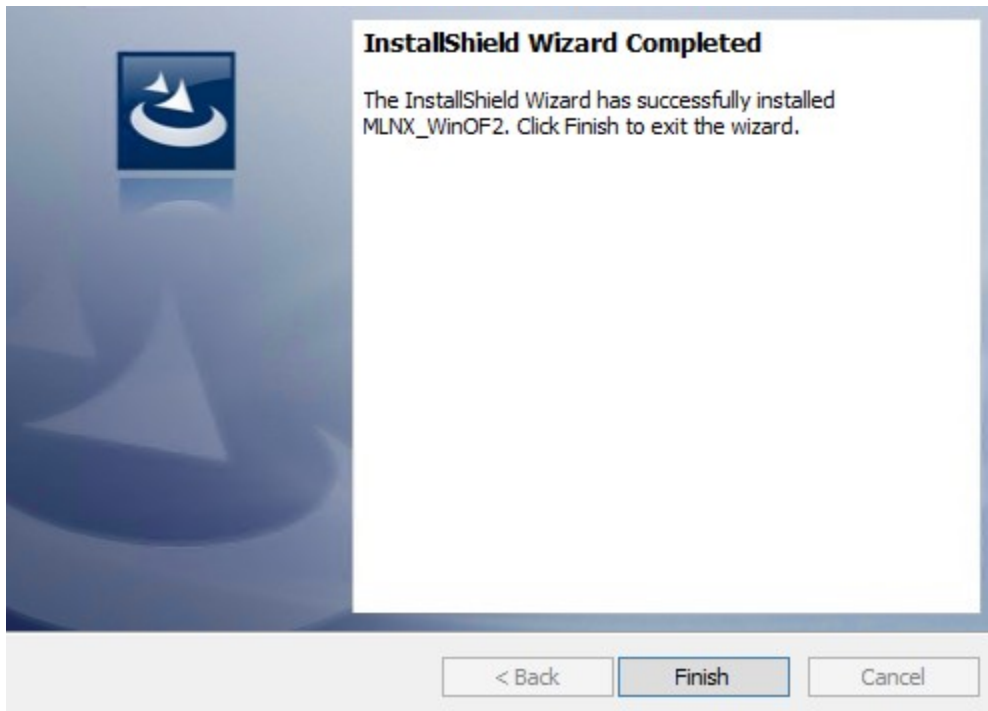 InstallShield Wizard Completed
The InstallShield Wizard has successfully installed
MLNX_WinOF2. Click Finish to exit the wizard.
< Back
Finish
Cancel